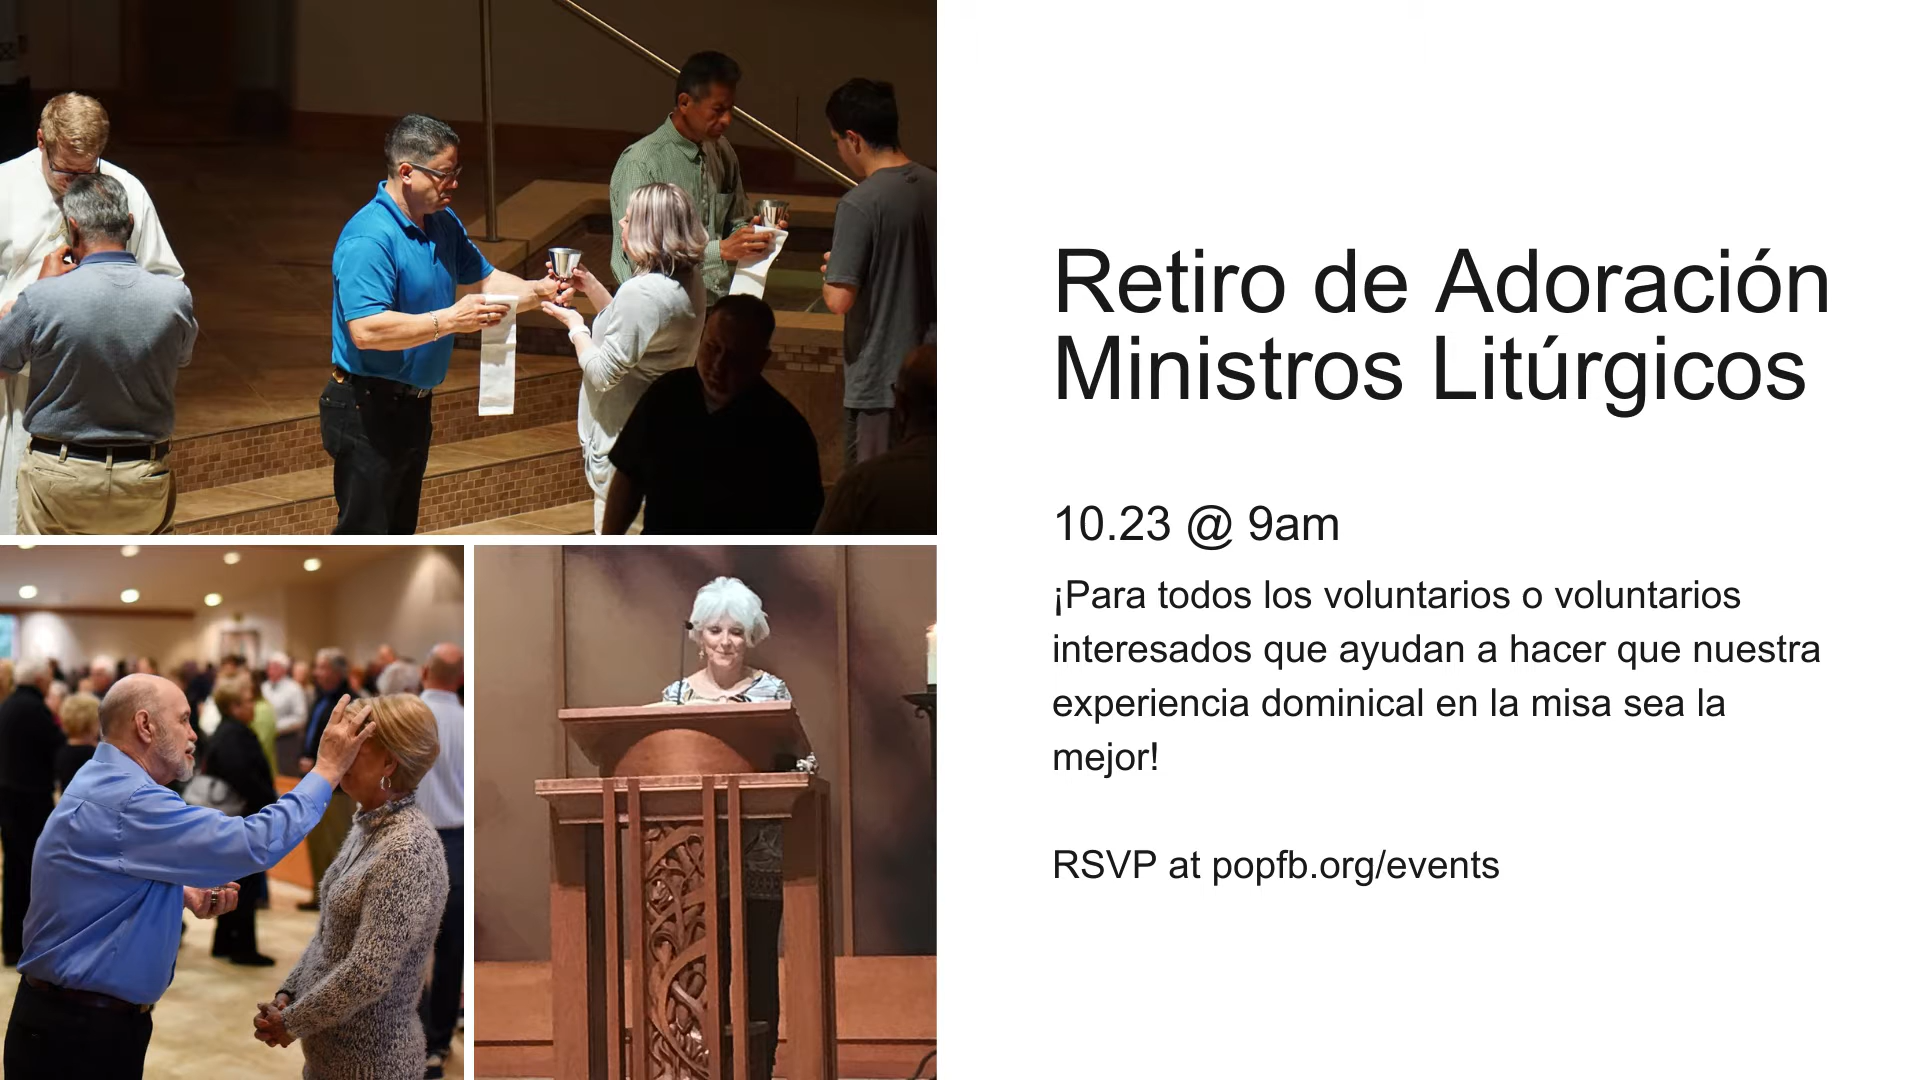 Retiro de Adoración
Ministros Litúrgicos
10.23 @ 9am
¡Para todos los voluntarios o voluntarios
interesados que ayudan a hacer que nuestra
experiencia dominical en la misa sea la
mejor!
RSVP at popfb.org/events